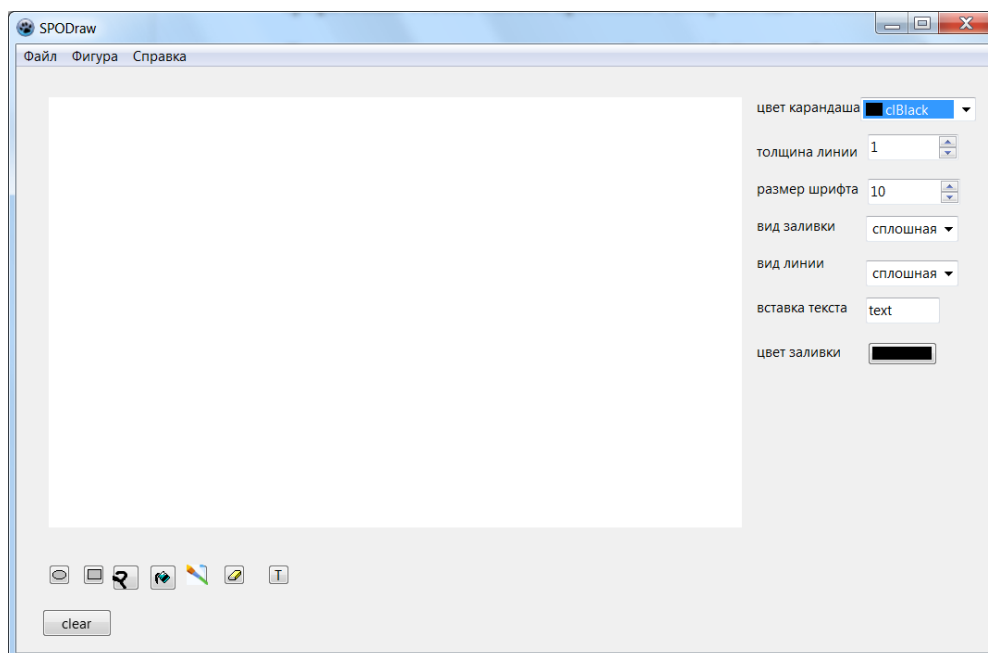 SPODraw
Файл Фигура Справка
цвет карандаша clBlack
толщина линии 1
размер шрифта 10
вид заливки сплошная
вид линии сплошная
вставка текста text
цвет заливки
T
clear